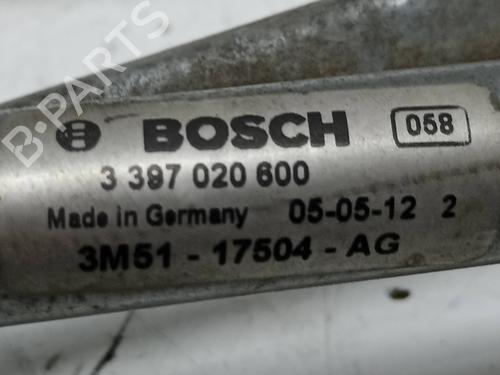 B-PARTS
BOSCH 058
3 397 020 600
Made in Germany 05-05-12 2
3M51 - 17504 - AG